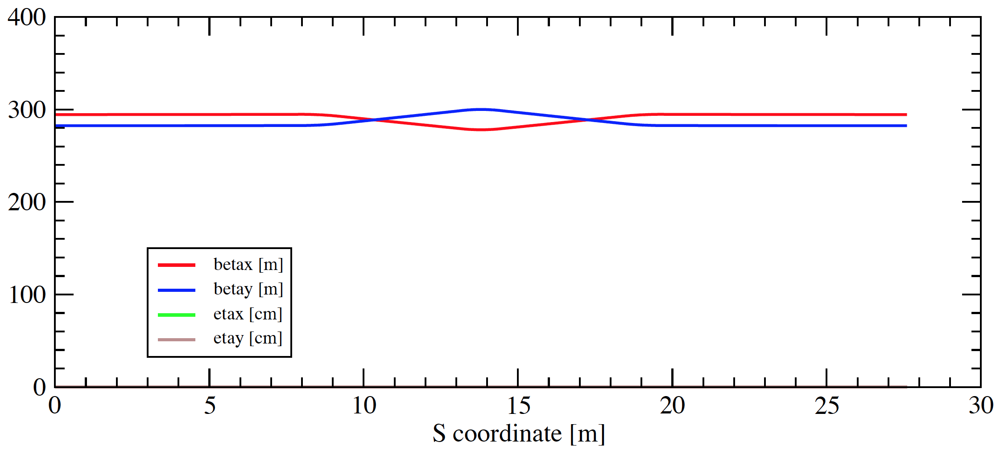 400
300
200
100
0
betax [m]
betay [m]
etax [cm]
etay [cm]
0 5 10 15 20 25 30
S coordinate [m]